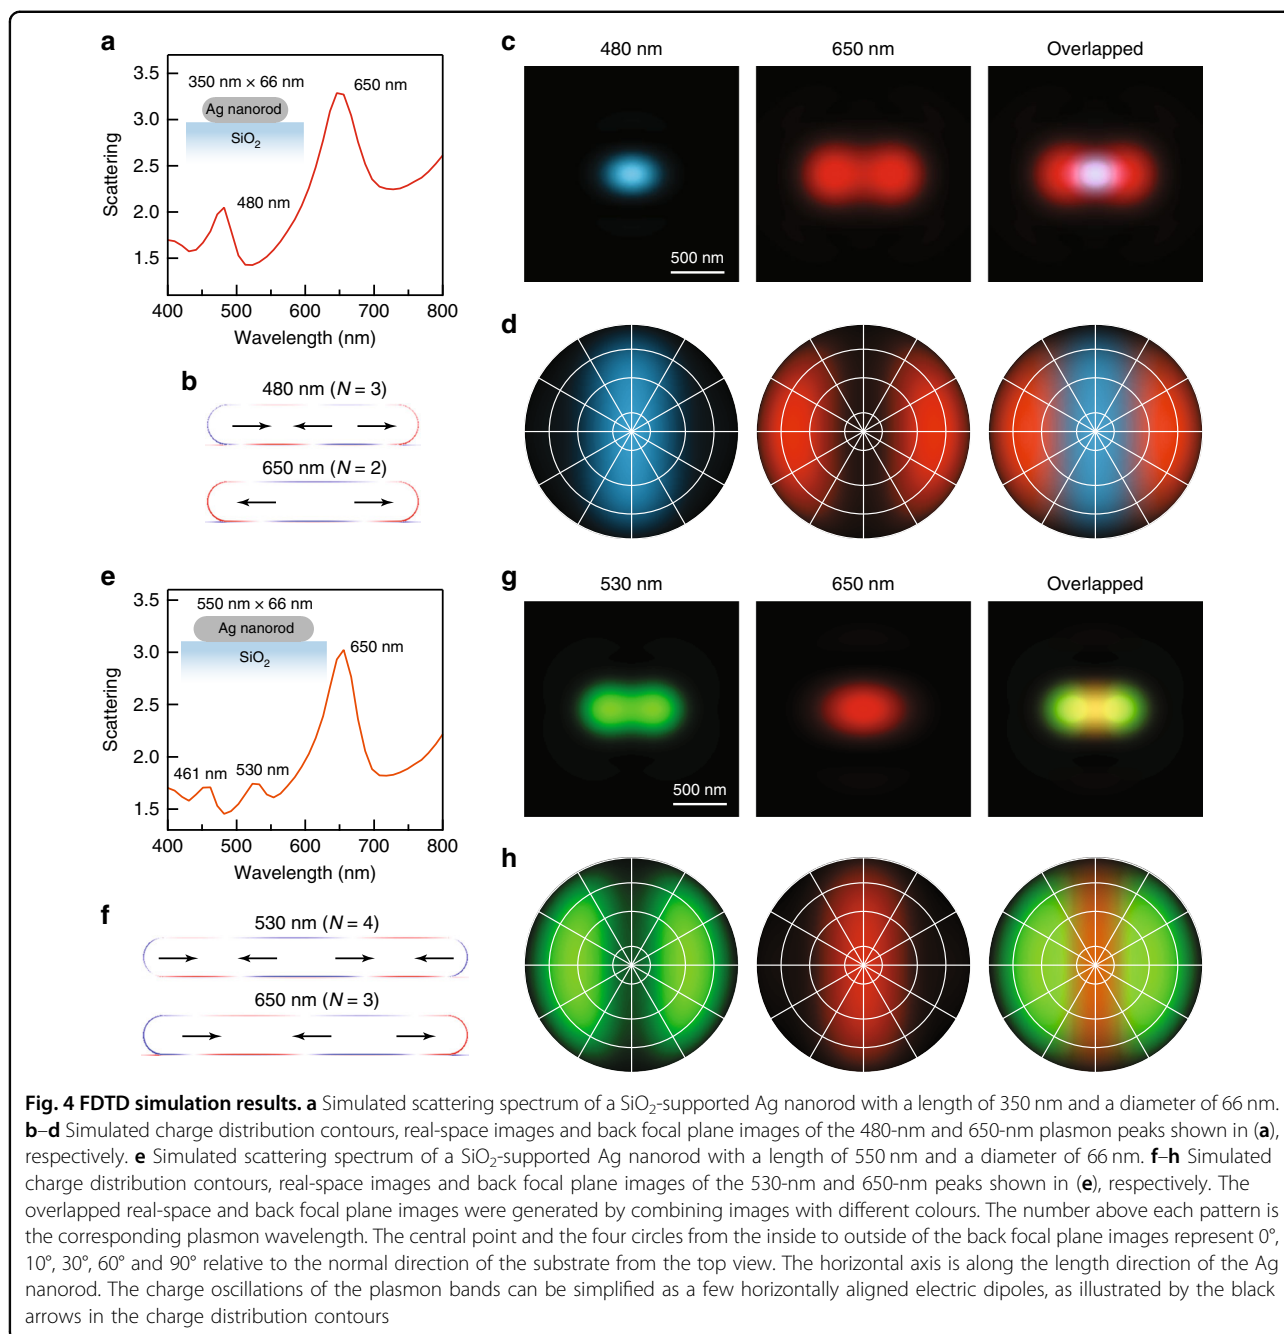 a
350 nm × 66 nm
Ag nanorod
SiO₂
650 nm
480 nm
3.5
3.0
2.5
2.0
1.5
Scattering
400 500 600 700 800
Wavelength (nm)
b
480 nm (N = 3)
650 nm (N = 2)
c
480 nm 650 nm Overlapped
500 nm
d
e
550 nm × 66 nm
Ag nanorod
SiO₂
650 nm
461 nm
530 nm
3.5
3.0
2.5
2.0
1.5
Scattering
400 500 600 700 800
Wavelength (nm)
f
530 nm (N = 4)
650 nm (N = 3)
g
530 nm 650 nm Overlapped
500 nm
h
Fig. 4 FDTD simulation results. a Simulated scattering spectrum of a SiO₂-supported Ag nanorod with a length of 350 nm and a diameter of 66 nm.
b–d Simulated charge distribution contours, real-space images and back focal plane images of the 480-nm and 650-nm plasmon peaks shown in (a),
respectively. e Simulated scattering spectrum of a SiO₂-supported Ag nanorod with a length of 550 nm and a diameter of 66 nm. f–h Simulated
charge distribution contours, real-space images and back focal plane images of the 530-nm and 650-nm peaks shown in (e), respectively. The
overlapped real-space and back focal plane images were generated by combining images with different colours. The number above each pattern is
the corresponding plasmon wavelength. The central point and the four circles from the inside to outside of the back focal plane images represent 0°,
10°, 30°, 60° and 90° relative to the normal direction of the substrate from the top view. The horizontal axis is along the length direction of the Ag
nanorod. The charge oscillations of the plasmon bands can be simplified as a few horizontally aligned electric dipoles, as illustrated by the black
arrows in the charge distribution contours